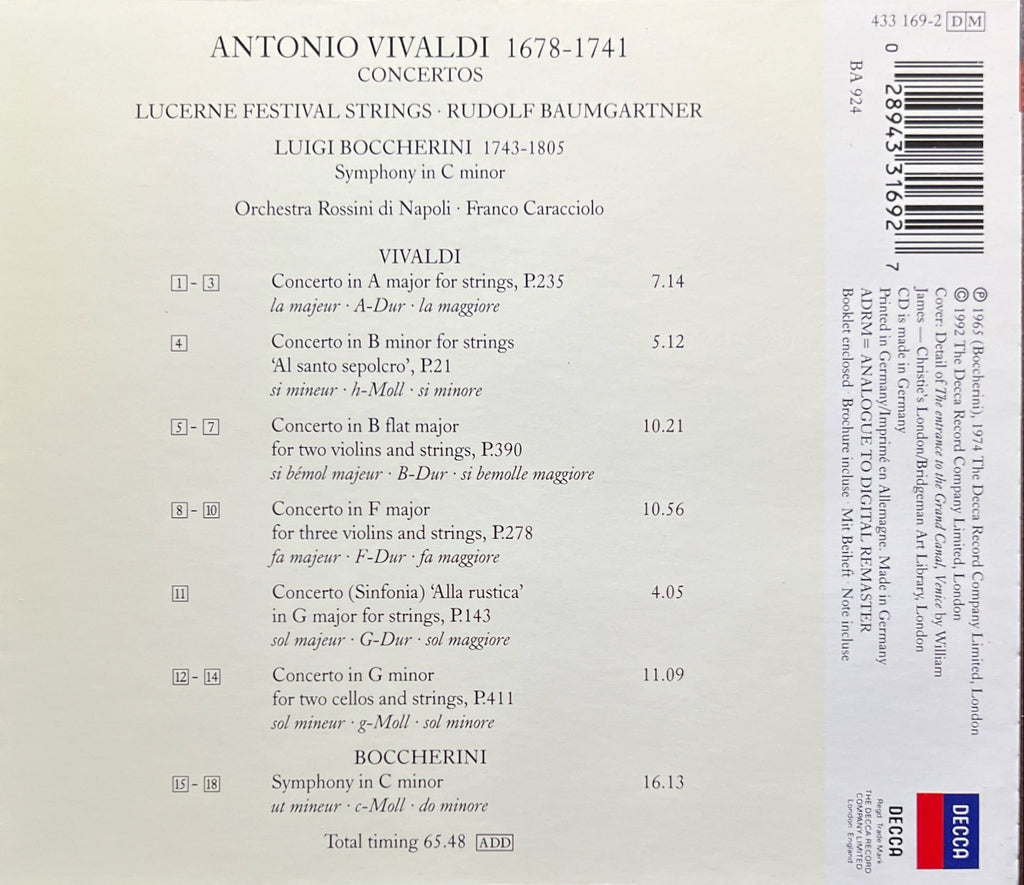 ANTONIO VIVALDI 1678-1741
CONCERTOS
LUCERNE FESTIVAL STRINGS · RUDOLF BAUMGARTNER
LUIGI BOCCHERINI 1743-1805
Symphony in C minor
Orchestra Rossini di Napoli · Franco Caracciolo
VIVALDI
1 - 3 Concerto in A major for strings, P.235 7.14
la majeur · A-Dur · la maggiore
4 Concerto in B minor for strings 5.12
'Al santo sepolcro', P.21
si mineur · h-Moll · si minore
5 - 7 Concerto in B flat major 10.21
for two violins and strings, P.390
si bémol majeur · B-Dur · si bemolle maggiore
8 - 10 Concerto in F major 10.56
for three violins and strings, P.278
fa majeur · F-Dur · fa maggiore
11 Concerto (Sinfonia) 'Alla rustica' 4.05
in G major for strings, P.143
sol majeur · G-Dur · sol maggiore
12 - 14 Concerto in G minor 11.09
for two cellos and strings, P.411
sol mineur · g-Moll · sol minore
BOCCHERINI
15 - 18 Symphony in C minor 16.13
ut mineur · c-Moll · do minore
Total timing 65.48 ADD
433 169-2 DM
0 28943 31692 7
BA 924
℗ 1965 (Boccherini), 1974 The Decca Record Company Limited, London
© 1992 The Decca Record Company Limited, London
Cover: Detail of The entrance to the Grand Canal, Venice by William
James — Christie's London/Bridgeman Art Library, London
CD is made in Germany
Printed in Germany/Imprimé en Allemagne. Made in Germany
ADRM = ANALOGUE TO DIGITAL REMASTER
Booklet enclosed · Brochure incluse · Mit Beiheft · Note incluse
DECCA
DECCA
Regd Trade Mark
THE DECCA RECORD
COMPANY LIMITED
London England